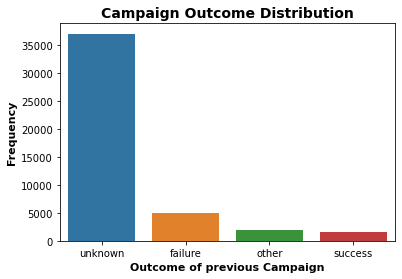 Campaign Outcome Distribution
Frequency
35000
30000
25000
20000
15000
10000
5000
0
unknown failure other success
Outcome of previous Campaign